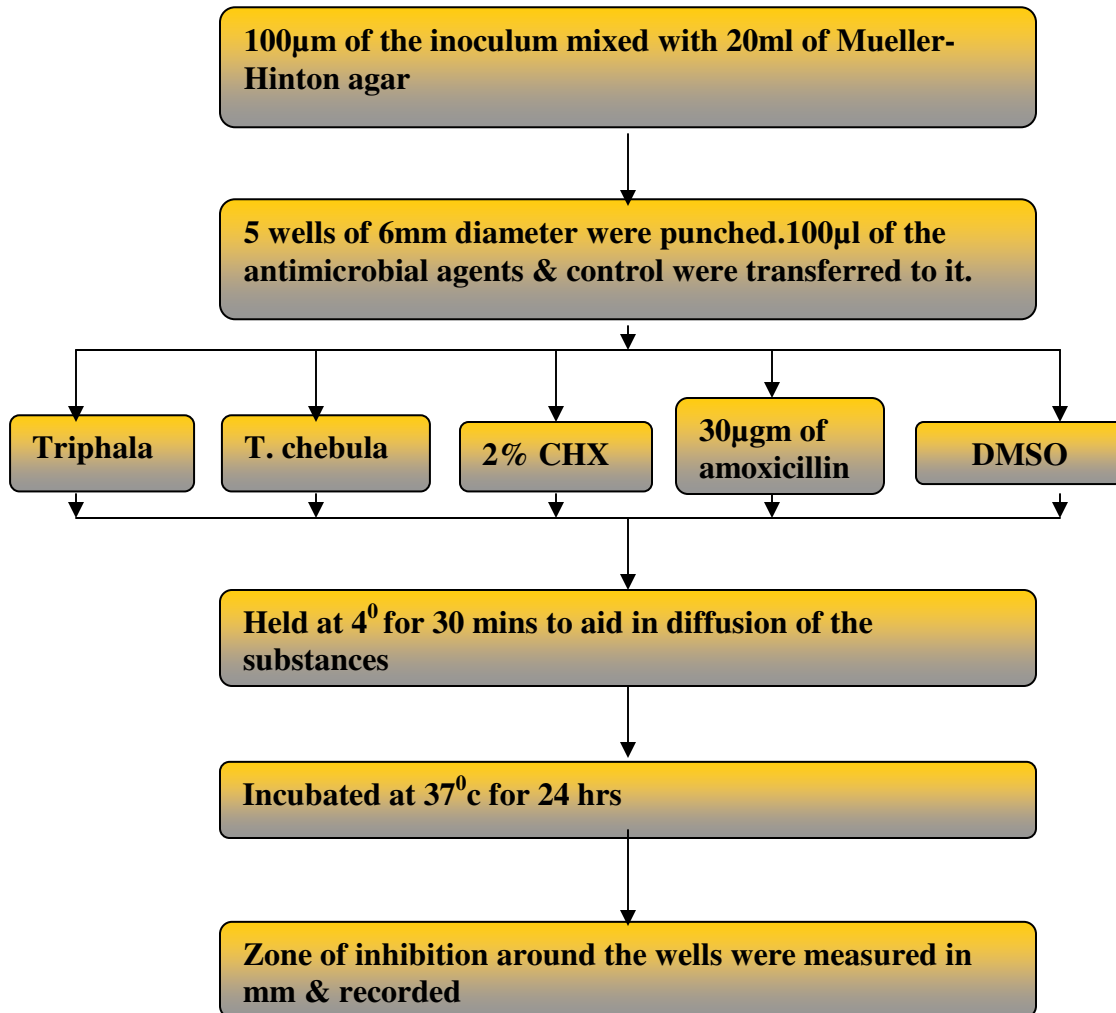 100µm of the inoculum mixed with 20ml of Mueller-
Hinton agar
5 wells of 6mm diameter were punched.100µl of the
antimicrobial agents & control were transferred to it.
Triphala
T. chebula
2% CHX
30µgm of
amoxicillin
DMSO
Held at 4⁰ for 30 mins to aid in diffusion of the
substances
Incubated at 37⁰c for 24 hrs
Zone of inhibition around the wells were measured in
mm & recorded